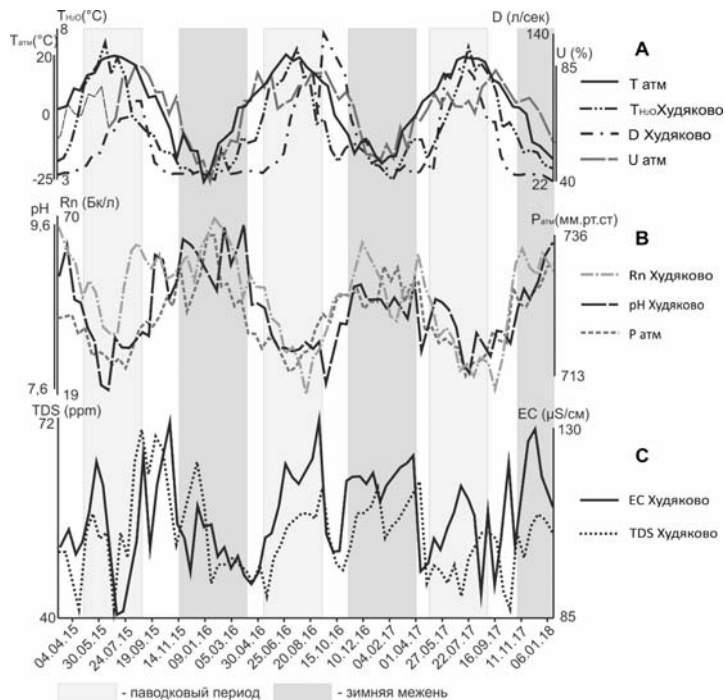 T H₂O (°C)
8
T атм (°C)
20
0
-25
3
D (л/сек)
140
U (%)
85
22
40
A
T атм
T H₂O Худяково
D Худяково
U атм
pH
Rn (Бк/л)
70
9,6
7,6
19
P атм (мм.рт.ст)
736
713
B
Rn Худяково
pH Худяково
P атм
TDS (ppm)
72
40
EC (µS/см)
130
85
C
EC Худяково
TDS Худяково
04.04.15
30.05.15
24.07.15
19.09.15
14.11.15
09.01.16
05.03.16
30.04.16
25.06.16
20.08.16
15.10.16
10.12.16
04.02.17
01.04.17
27.05.17
22.07.17
16.09.17
11.11.17
06.01.18
- паводковый период
- зимняя межень